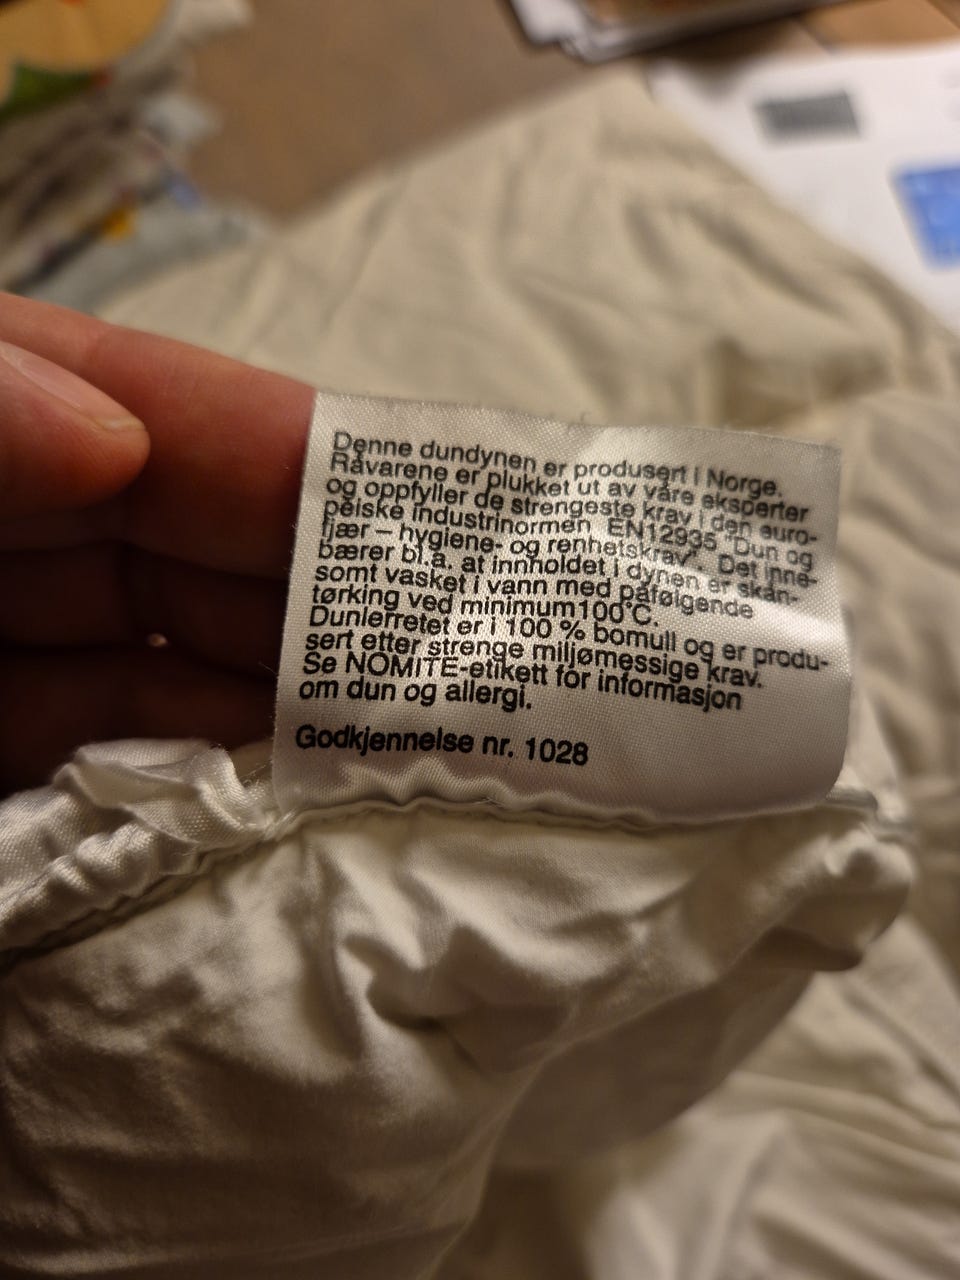 Denne dundynen er produsert i Norge.
Råvarene er plukket ut av våre eksperter
og oppfyller de strengeste krav i den euro-
peiske industrinormen EN12935 "Dun og
fjær – hygiene- og renhetskrav". Det inne-
bærer bl.a. at innholdet i dynen er skån-
somt vasket i vann med påfølgende
tørking ved minimum100°C.
Dunlerretet er i 100 % bomull og er produ-
sert etter strenge miljømessige krav.
Se NOMITE-etikett for informasjon
om dun og allergi.
Godkjennelse nr. 1028